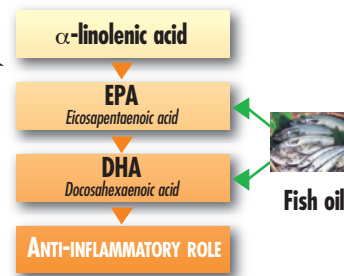 α-linolenic acid
EPA
Eicosapentaenoic acid
DHA
Docosahexaenoic acid
Fish oil
ANTI-INFLAMMATORY ROLE